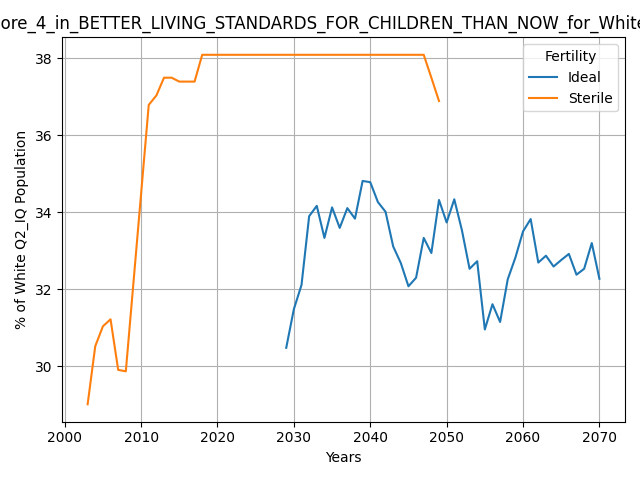 ore_4_in_BETTER_LIVING_STANDARDS_FOR_CHILDREN_THAN_NOW_for_White
Fertility
Ideal
Sterile
% of White Q2_IQ Population
38
36
34
32
30
2000 2010 2020 2030 2040 2050 2060 2070
Years